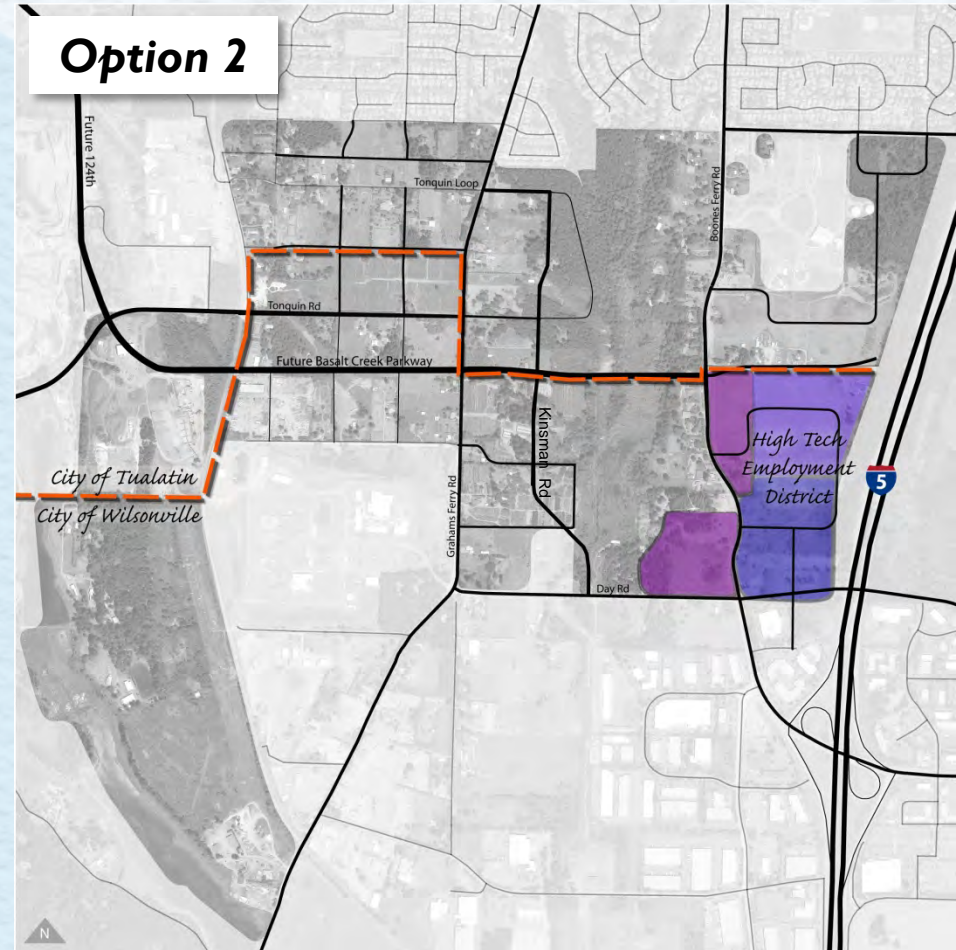 Option 2
Future 124th
Tonquin Loop
Boones Ferry Rd
Tonquin Rd
Future Basalt Creek Parkway
Kinsman Rd
High Tech
Employment
District
5
City of Tualatin
City of Wilsonville
Grahams Ferry Rd
Day Rd
N